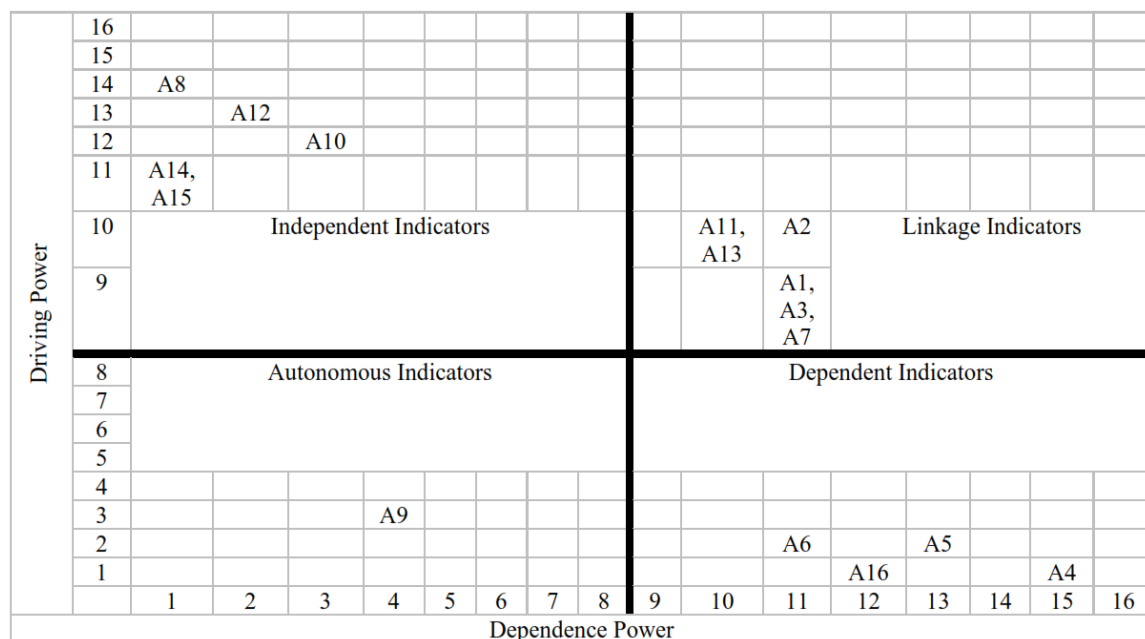 16
15
14 A8
13 A12
12 A10
11 A14,
A15
10 Independent Indicators A11, A2 Linkage Indicators
A13
9 A1,
A3,
A7
Driving Power
8 Autonomous Indicators Dependent Indicators
7
6
5
4
3 A9
2 A6 A5
1 A16 A4
1 2 3 4 5 6 7 8 9 10 11 12 13 14 15 16
Dependence Power